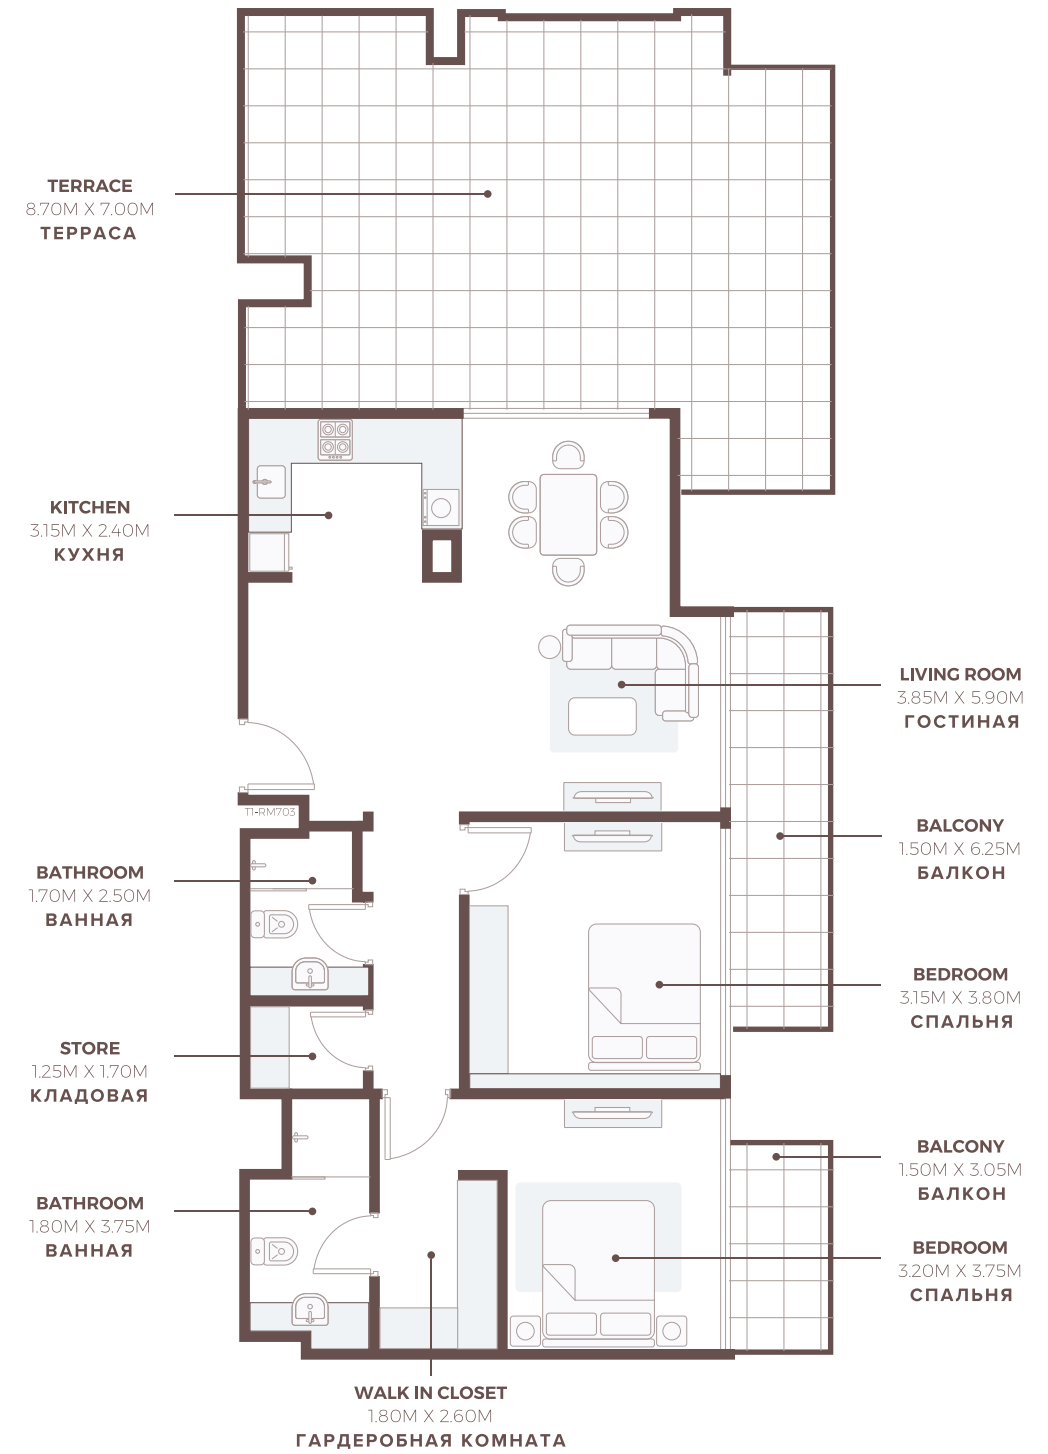 TERRACE
8.70M X 7.00M
ТЕРРАСА
KITCHEN
3.15M X 2.40M
КУХНЯ
LIVING ROOM
3.85M X 5.90M
ГОСТИНАЯ
T1-RM703
BALCONY
1.50M X 6.25M
БАЛКОН
BATHROOM
1.70M X 2.50M
ВАННАЯ
BEDROOM
3.15M X 3.80M
СПАЛЬНЯ
STORE
1.25M X 1.70M
КЛАДОВАЯ
BALCONY
1.50M X 3.05M
БАЛКОН
BATHROOM
1.80M X 3.75M
ВАННАЯ
BEDROOM
3.20M X 3.75M
СПАЛЬНЯ
WALK IN CLOSET
1.80M X 2.60M
ГАРДЕРОБНАЯ КОМНАТА